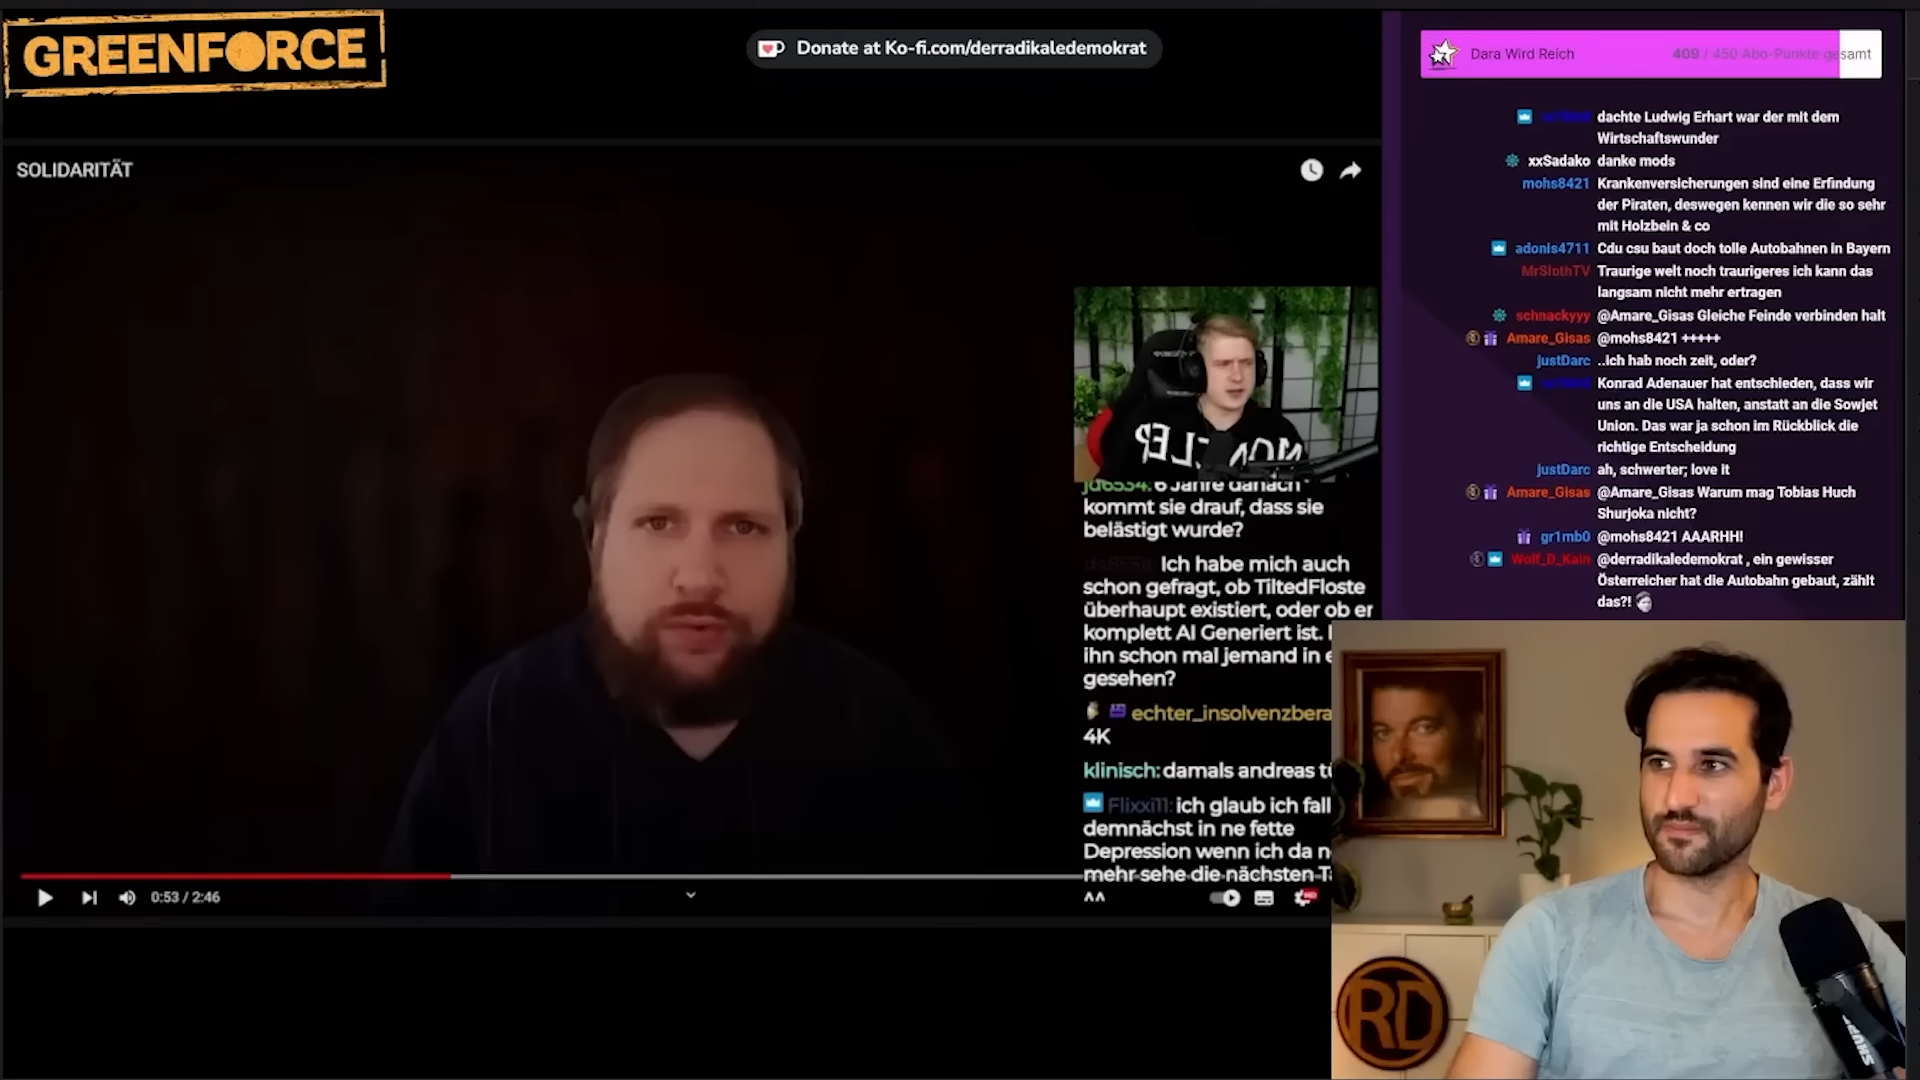 GREENFORCE
Donate at Ko-fi.com/derradikaledemokrat
SOLIDARITÄT
0:53 / 2:46
jd6534: 6 Jahre danach
kommt sie drauf, dass sie
belästigt wurde?
Ich habe mich auch
schon gefragt, ob TiltedFloste
überhaupt existiert, oder ob er
komplett AI Generiert ist.
ihn schon mal jemand in
gesehen?
echter_insolvenzbera
4K
klinisch: damals andreas
Flixxi11: ich glaub ich fall
demnächst in ne fette
Depression wenn ich da
mehr sehe die nächsten
^^
Dara Wird Reich 409 / 450 Abo-Punkte gesamt
dachte Ludwig Erhart war der mit dem
Wirtschaftswunder
xxSadako danke mods
mohs8421 Krankenversicherungen sind eine Erfindung
der Piraten, deswegen kennen wir die so sehr
mit Holzbein & co
adonis4711 Cdu csu baut doch tolle Autobahnen in Bayern
MrSlothTV Traurige welt noch traurigeres ich kann das
langsam nicht mehr ertragen
schnackyyy @Amare_Gisas Gleiche Feinde verbinden halt
Amare_Gisas @mohs8421 +++++
JustDarc ..ich hab noch zeit, oder?
Konrad Adenauer hat entschieden, dass wir
uns an die USA halten, anstatt an die Sowjet
Union. Das war ja schon im Rückblick die
richtige Entscheidung
JustDarc ah, schwerter; love it
Amare_Gisas @Amare_Gisas Warum mag Tobias Huch
Shurjoka nicht?
gr1mb0 @mohs8421 AAARHH!
Wolf_D_Kain @derradikaledemokrat , ein gewisser
Österreicher hat die Autobahn gebaut, zählt
das?!
RD